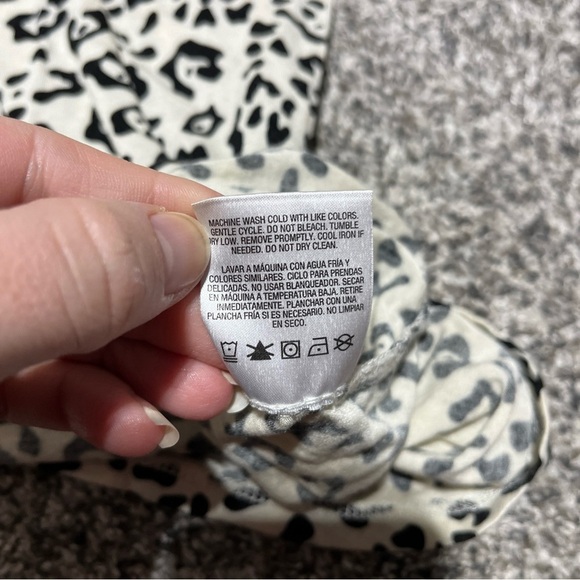 MACHINE WASH COLD WITH LIKE COLORS.
GENTLE CYCLE. DO NOT BLEACH. TUMBLE
DRY LOW. REMOVE PROMPTLY. COOL IRON IF
NEEDED. DO NOT DRY CLEAN.
LAVAR A MÁQUINA CON AGUA FRÍA Y
COLORES SIMILARES. CICLO PARA PRENDAS
DELICADAS. NO USAR BLANQUEADOR. SECAR
EN MÁQUINA A TEMPERATURA BAJA. RETIRE
INMEDIATAMENTE. PLANCHAR CON UNA
PLANCHA FRÍA SI ES NECESARIO. NO LIMPIAR
EN SECO.